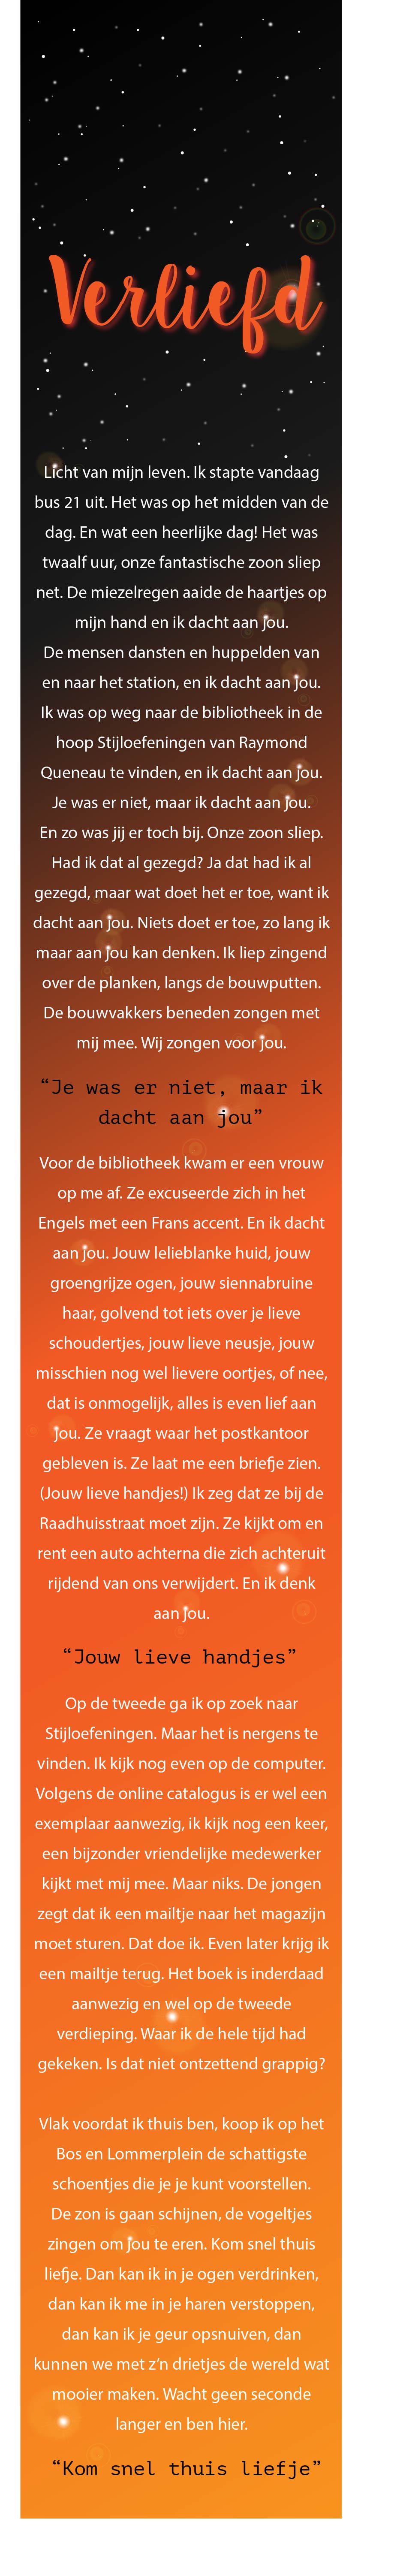 Verliefd
Licht van mijn leven. Ik stapte vandaag
bus 21 uit. Het was op het midden van de
dag. En wat een heerlijke dag! Het was
twaalf uur, onze fantastische zoon sliep
net. De miezelregen aaide de haartjes op
mijn hand en ik dacht aan jou.
De mensen dansten en huppelden van
en naar het station, en ik dacht aan jou.
Ik was op weg naar de bibliotheek in de
hoop Stijloefeningen van Raymond
Queneau te vinden, en ik dacht aan jou.
Je was er niet, maar ik dacht aan jou.
En zo was jij er toch bij. Onze zoon sliep.
Had ik dat al gezegd? Ja dat had ik al
gezegd, maar wat doet het er toe, want ik
dacht aan jou. Niets doet er toe, zo lang ik
maar aan jou kan denken. Ik liep zingend
over de planken, langs de bouwputten.
De bouwvakkers beneden zongen met
mij mee. Wij zongen voor jou.
“Je was er niet, maar ik
dacht aan jou”
Voor de bibliotheek kwam er een vrouw
op me af. Ze excuseerde zich in het
Engels met een Frans accent. En ik dacht
aan jou. Jouw lelieblanke huid, jouw
groengrijze ogen, jouw siennabruine
haar, golvend tot iets over je lieve
schoudertjes, jouw lieve neusje, jouw
misschien nog wel lievere oortjes, of nee,
dat is onmogelijk, alles is even lief aan
jou. Ze vraagt waar het postkantoor
gebleven is. Ze laat me een briefje zien.
(Jouw lieve handjes!) Ik zeg dat ze bij de
Raadhuisstraat moet zijn. Ze kijkt om en
rent een auto achterna die zich achteruit
rijdend van ons verwijdert. En ik denk
aan jou.
“Jouw lieve handjes”
Op de tweede ga ik op zoek naar
Stijloefeningen. Maar het is nergens te
vinden. Ik kijk nog even op de computer.
Volgens de online catalogus is er wel een
exemplaar aanwezig, ik kijk nog een keer,
een bijzonder vriendelijke medewerker
kijkt met mij mee. Maar niks. De jongen
zegt dat ik een mailtje naar het magazijn
moet sturen. Dat doe ik. Even later krijg ik
een mailtje terug. Het boek is inderdaad
aanwezig en wel op de tweede
verdieping. Waar ik de hele tijd had
gekeken. Is dat niet ontzettend grappig?
Vlak voordat ik thuis ben, koop ik op het
Bos en Lommerplein de schattigste
schoentjes die je je kunt voorstellen.
De zon is gaan schijnen, de vogeltjes
zingen om jou te eren. Kom snel thuis
liefje. Dan kan ik in je ogen verdrinken,
dan kan ik me in je haren verstoppen,
dan kan ik je geur opsnuiven, dan
kunnen we met z’n drietjes de wereld wat
mooier maken. Wacht geen seconde
langer en ben hier.
“Kom snel thuis liefje”